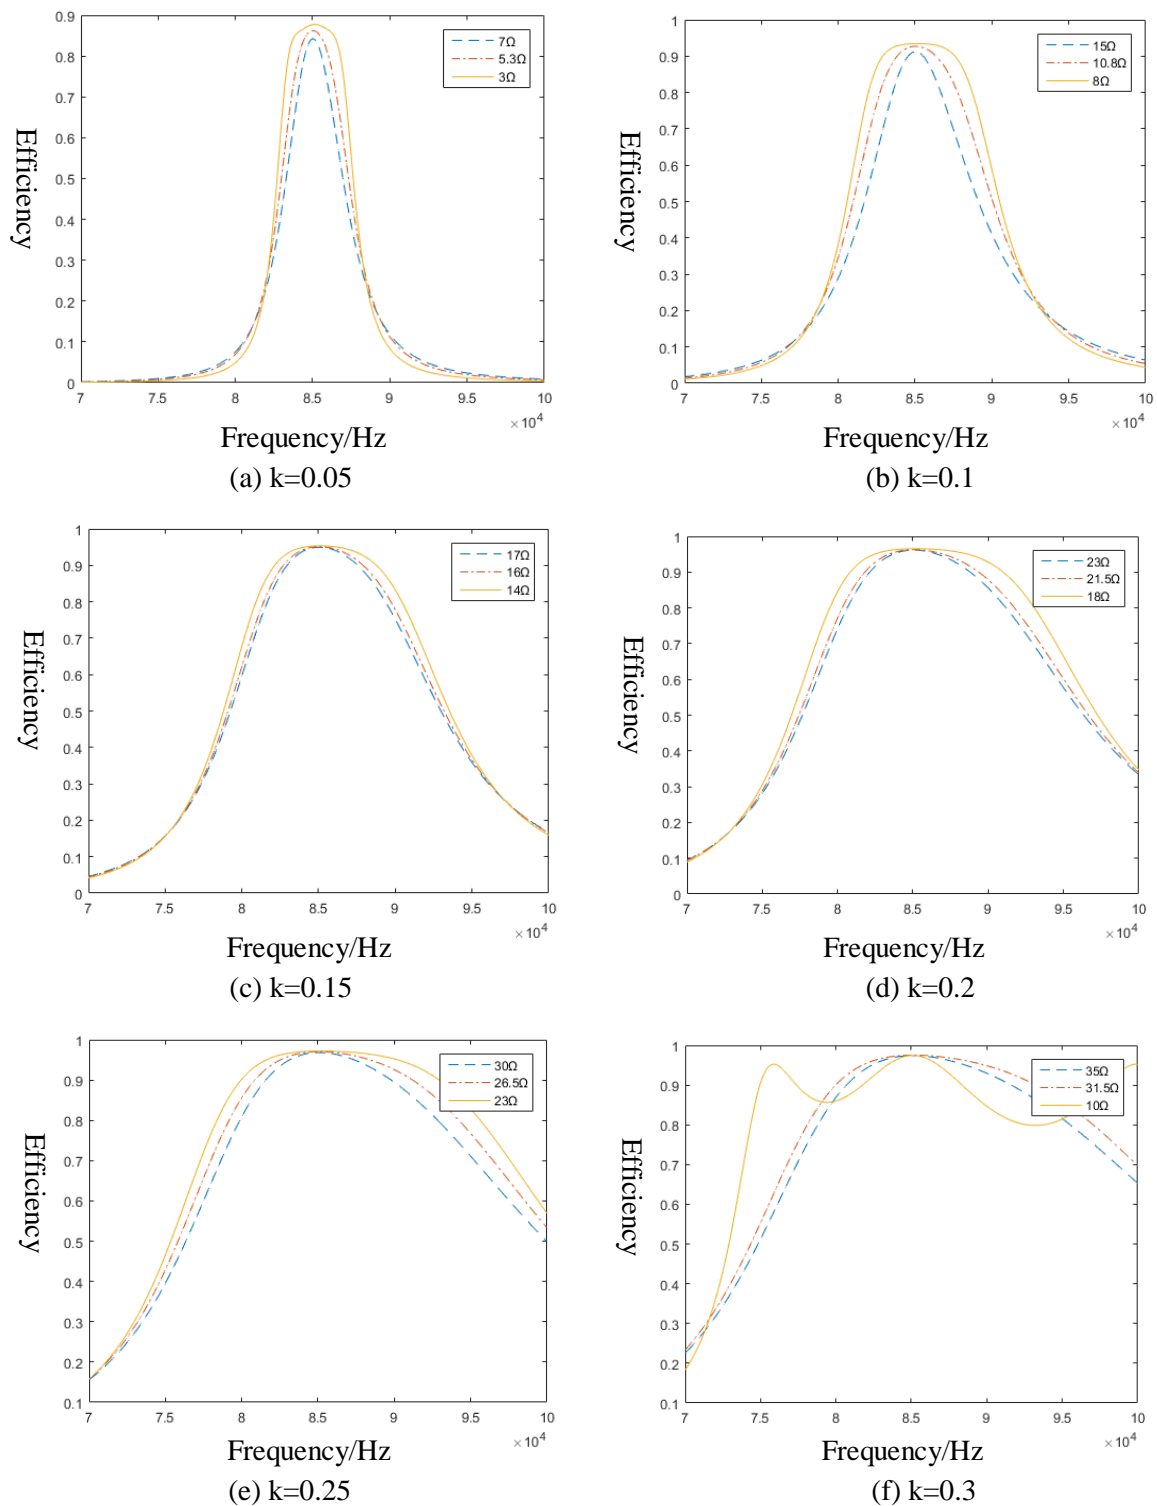 0.9
0.8
0.7
0.6
0.5
0.4
0.3
0.2
0.1
0
Efficiency
7Ω
5.3Ω
3Ω
7 7.5 8 8.5 9 9.5 10
×10⁴
Frequency/Hz
(a) k=0.05
1
0.9
0.8
0.7
0.6
0.5
0.4
0.3
0.2
0.1
0
Efficiency
15Ω
10.8Ω
8Ω
7 7.5 8 8.5 9 9.5 10
×10⁴
Frequency/Hz
(b) k=0.1
1
0.9
0.8
0.7
0.6
0.5
0.4
0.3
0.2
0.1
0
Efficiency
17Ω
16Ω
14Ω
7 7.5 8 8.5 9 9.5 10
×10⁴
Frequency/Hz
(c) k=0.15
1
0.9
0.8
0.7
0.6
0.5
0.4
0.3
0.2
0.1
0
Efficiency
23Ω
21.5Ω
18Ω
7 7.5 8 8.5 9 9.5 10
×10⁴
Frequency/Hz
(d) k=0.2
1
0.9
0.8
0.7
0.6
0.5
0.4
0.3
0.2
0.1
Efficiency
30Ω
26.5Ω
23Ω
7 7.5 8 8.5 9 9.5 10
×10⁴
Frequency/Hz
(e) k=0.25
1
0.9
0.8
0.7
0.6
0.5
0.4
0.3
0.2
0.1
Efficiency
35Ω
31.5Ω
10Ω
7 7.5 8 8.5 9 9.5 10
×10⁴
Frequency/Hz
(f) k=0.3